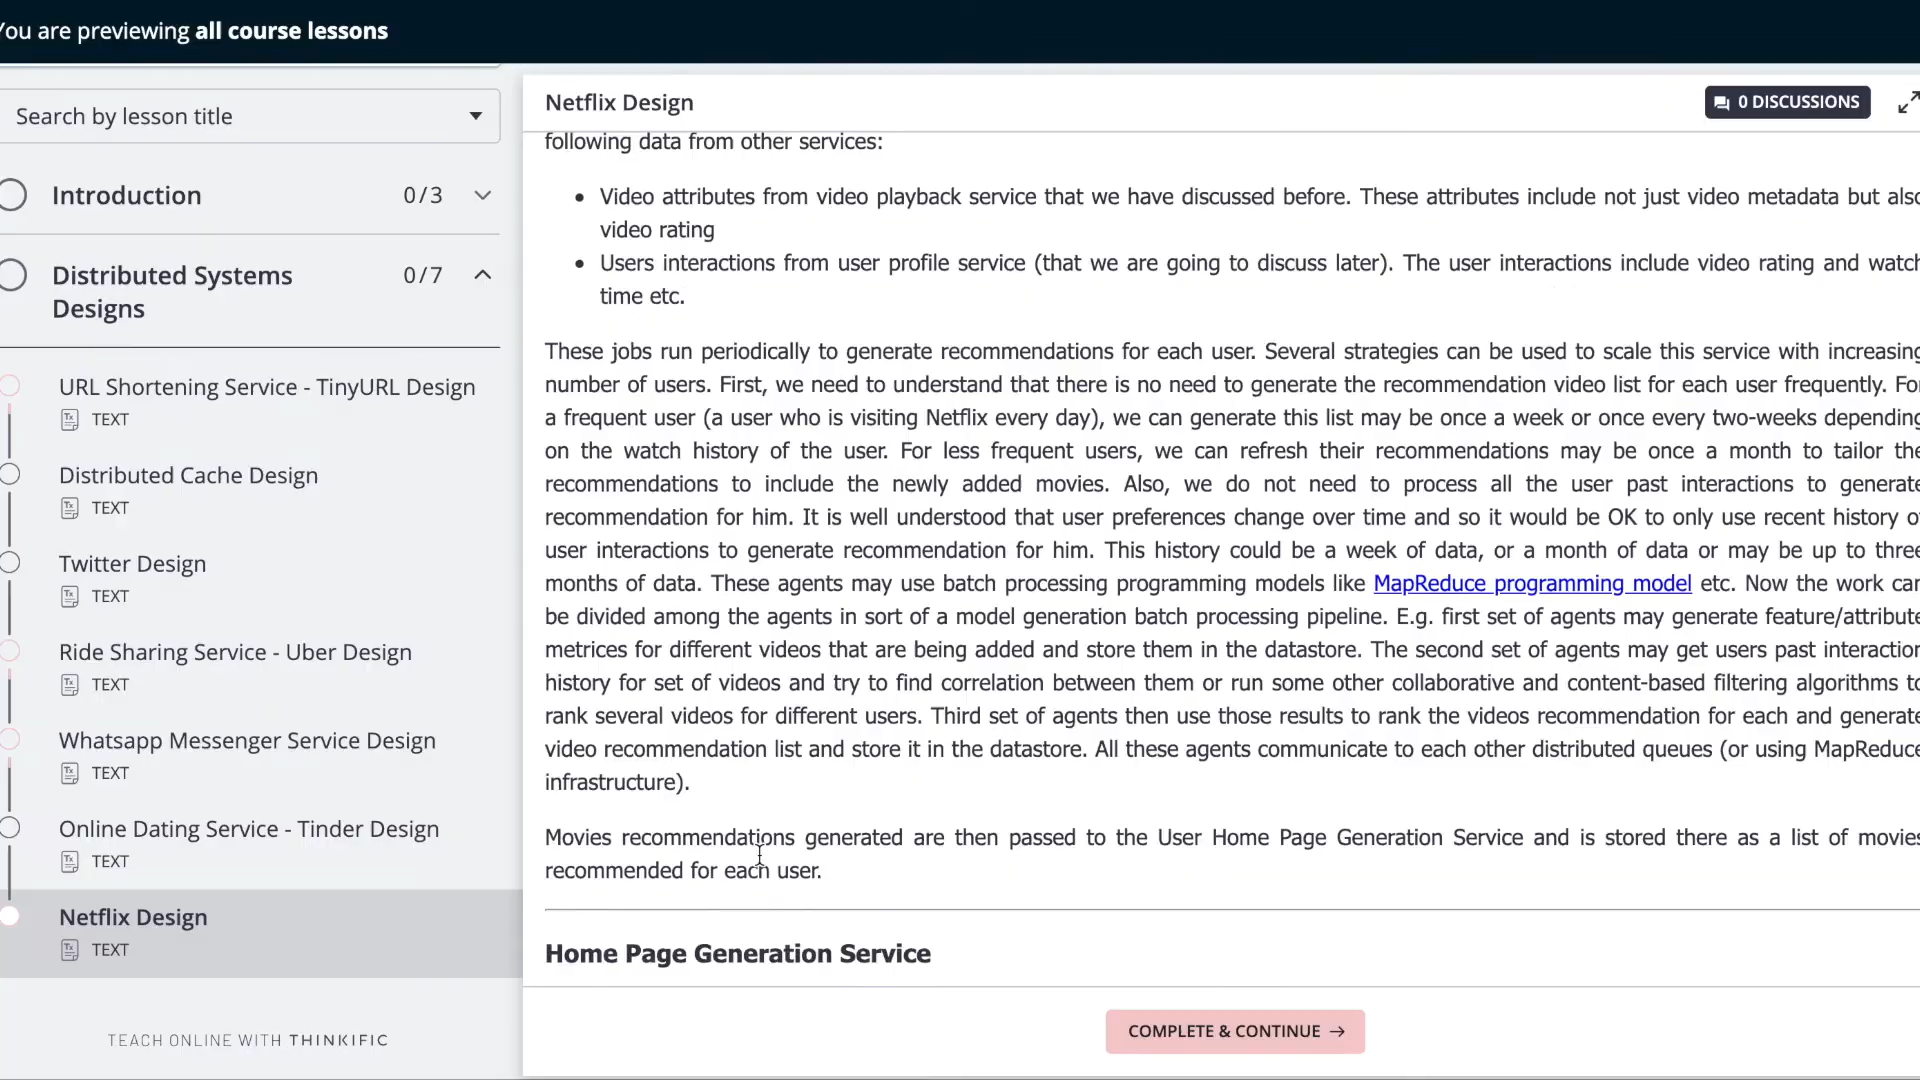 You are previewing all course lessons
Search by lesson title
Introduction 0/3
Distributed Systems 0/7
Designs
URL Shortening Service - TinyURL Design
TEXT
Distributed Cache Design
TEXT
Twitter Design
TEXT
Ride Sharing Service - Uber Design
TEXT
Whatsapp Messenger Service Design
TEXT
Online Dating Service - Tinder Design
TEXT
Netflix Design
TEXT
TEACH ONLINE WITH THINKIFIC
Netflix Design
0 DISCUSSIONS
following data from other services:
• Video attributes from video playback service that we have discussed before. These attributes include not just video metadata but also
video rating
• Users interactions from user profile service (that we are going to discuss later). The user interactions include video rating and watch
time etc.
These jobs run periodically to generate recommendations for each user. Several strategies can be used to scale this service with increasing
number of users. First, we need to understand that there is no need to generate the recommendation video list for each user frequently. For
a frequent user (a user who is visiting Netflix every day), we can generate this list may be once a week or once every two-weeks depending
on the watch history of the user. For less frequent users, we can refresh their recommendations may be once a month to tailor the
recommendations to include the newly added movies. Also, we do not need to process all the user past interactions to generate
recommendation for him. It is well understood that user preferences change over time and so it would be OK to only use recent history of
user interactions to generate recommendation for him. This history could be a week of data, or a month of data or may be up to three
months of data. These agents may use batch processing programming models like MapReduce programming model etc. Now the work can
be divided among the agents in sort of a model generation batch processing pipeline. E.g. first set of agents may generate feature/attribute
metrices for different videos that are being added and store them in the datastore. The second set of agents may get users past interaction
history for set of videos and try to find correlation between them or run some other collaborative and content-based filtering algorithms to
rank several videos for different users. Third set of agents then use those results to rank the videos recommendation for each and generate
video recommendation list and store it in the datastore. All these agents communicate to each other distributed queues (or using MapReduce
infrastructure).
Movies recommendations generated are then passed to the User Home Page Generation Service and is stored there as a list of movies
recommended for each user.
Home Page Generation Service
COMPLETE & CONTINUE →